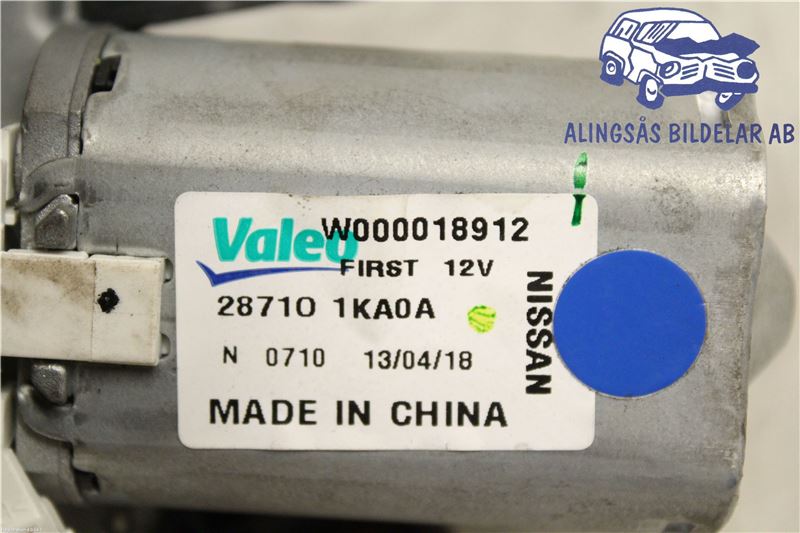 ALINGSÅS BILDELAR AB
Valeo W000018912
FIRST 12V
28710 1KA0A
N 0710 13/04/18
NISSAN
MADE IN CHINA